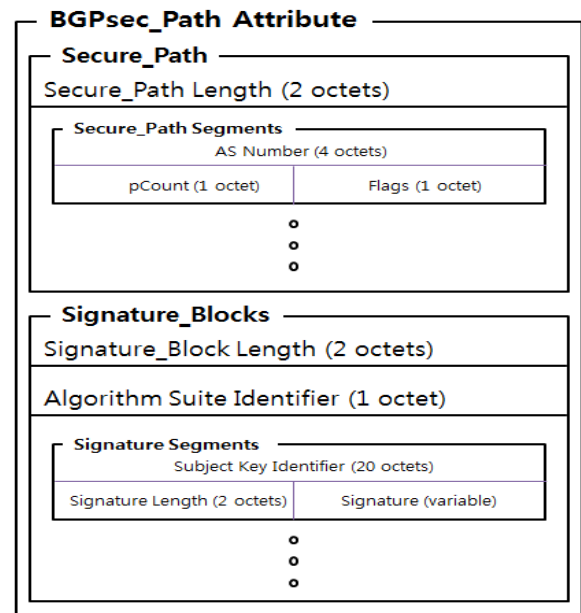 BGPsec_Path Attribute
Secure_Path
Secure_Path Length (2 octets)
Secure_Path Segments
AS Number (4 octets)
pCount (1 octet) Flags (1 octet)
Signature_Blocks
Signature_Block Length (2 octets)
Algorithm Suite Identifier (1 octet)
Signature Segments
Subject Key Identifier (20 octets)
Signature Length (2 octets) Signature (variable)